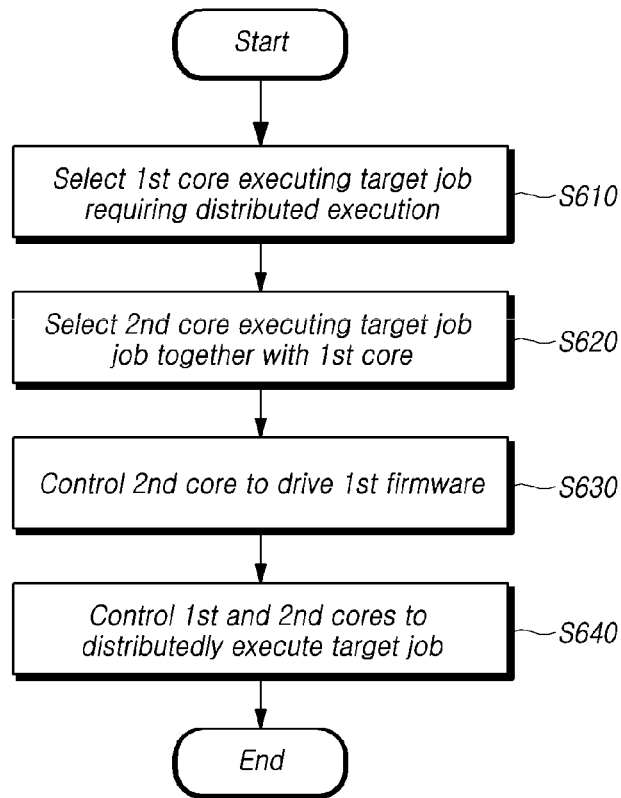 Start
Select 1st core executing target job
requiring distributed execution
S610
Select 2nd core executing target job
job together with 1st core
S620
Control 2nd core to drive 1st firmware
S630
Control 1st and 2nd cores to
distributedly execute target job
S640
End